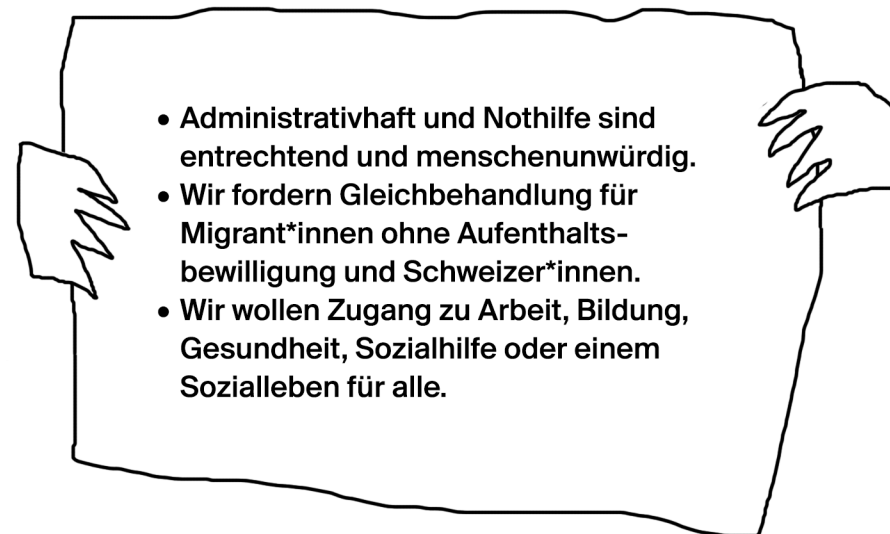 • Administrativhaft und Nothilfe sind
entrechtend und menschenunwürdig.
• Wir fordern Gleichbehandlung für
Migrant*innen ohne Aufenthalts-
bewilligung und Schweizer*innen.
• Wir wollen Zugang zu Arbeit, Bildung,
Gesundheit, Sozialhilfe oder einem
Sozialleben für alle.